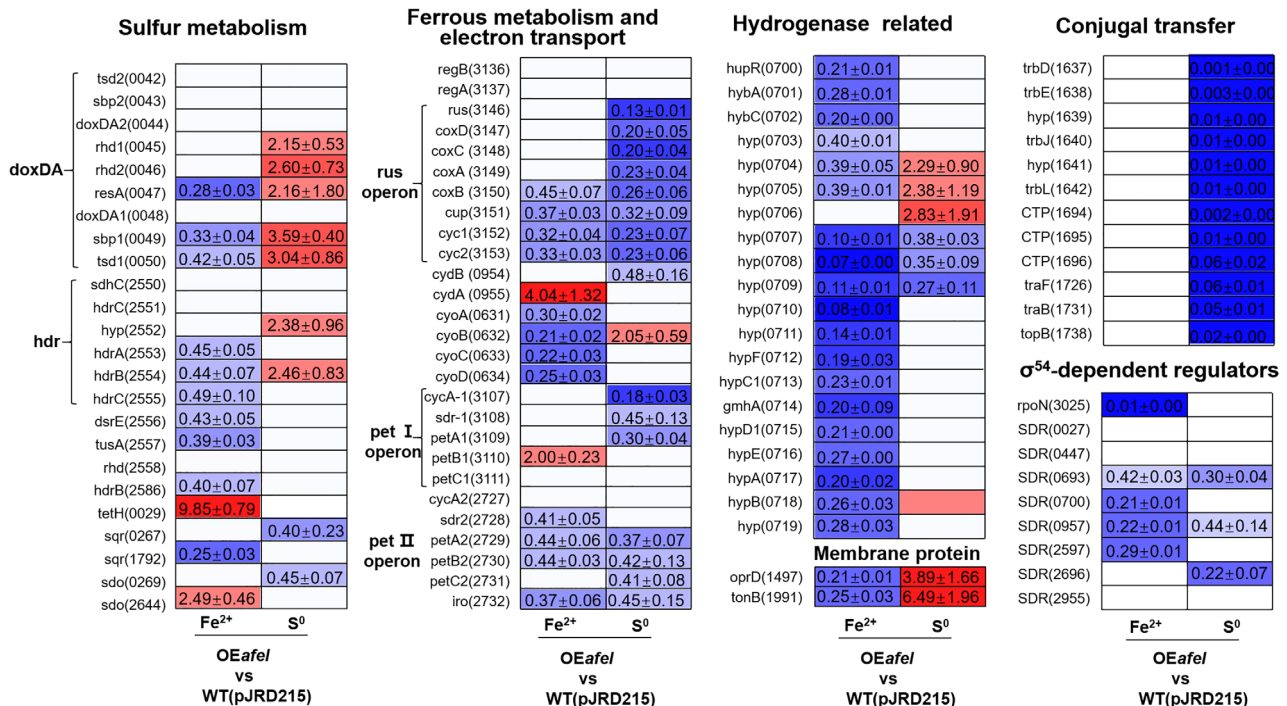 Sulfur metabolism
doxDA
hdr
tsd2(0042)
sbp2(0043)
doxDA2(0044)
rhd1(0045) 2.15±0.53
rhd2(0046) 2.60±0.73
resA(0047) 0.28±0.03 2.16±1.80
doxDA1(0048)
sbp1(0049) 0.33±0.04 3.59±0.40
tsd1(0050) 0.42±0.05 3.04±0.86
sdhC(2550)
hdrC(2551)
hyp(2552) 2.38±0.96
hdrA(2553) 0.45±0.05
hdrB(2554) 0.44±0.07 2.46±0.83
hdrC(2555) 0.49±0.10
dsrE(2556) 0.43±0.05
tusA(2557) 0.39±0.03
rhd(2558)
hdrB(2586) 0.40±0.07
tetH(0029) 9.85±0.79
sqr(0267) 0.40±0.23
sqr(1792) 0.25±0.03
sdo(0269) 0.45±0.07
sdo(2644) 2.49±0.46
Fe²⁺ S⁰
OEafeI
vs
WT(pJRD215)
Ferrous metabolism and
electron transport
rus
operon
pet Ⅰ
operon
pet Ⅱ
operon
regB(3136)
regA(3137)
rus(3146) 0.13±0.01
coxD(3147) 0.20±0.05
coxC (3148) 0.20±0.04
coxA (3149) 0.23±0.04
coxB (3150) 0.45±0.07 0.26±0.06
cup(3151) 0.37±0.03 0.32±0.09
cyc1(3152) 0.32±0.04 0.23±0.07
cyc2(3153) 0.33±0.03 0.23±0.06
cydB (0954) 0.48±0.16
cydA (0955) 4.04±1.32
cyoA(0631) 0.30±0.02
cyoB(0632) 0.21±0.02 2.05±0.59
cyoC(0633) 0.22±0.03
cyoD(0634) 0.25±0.03
cycA-1(3107) 0.18±0.03
sdr-1(3108) 0.45±0.13
petA1(3109) 0.30±0.04
petB1(3110) 2.00±0.23
petC1(3111)
cycA2(2727)
sdr2(2728) 0.41±0.05
petA2(2729) 0.44±0.06 0.37±0.07
petB2(2730) 0.44±0.03 0.42±0.13
petC2(2731) 0.41±0.08
iro(2732) 0.37±0.06 0.45±0.15
Fe²⁺ S⁰
OEafeI
vs
WT(pJRD215)
Hydrogenase related
hupR(0700) 0.21±0.01
hybA(0701) 0.28±0.01
hybC(0702) 0.20±0.00
hyp(0703) 0.40±0.01
hyp(0704) 0.39±0.05 2.29±0.90
hyp(0705) 0.39±0.01 2.38±1.19
hyp(0706) 2.83±1.91
hyp(0707) 0.10±0.01 0.38±0.03
hyp(0708) 0.07±0.00 0.35±0.09
hyp(0709) 0.11±0.01 0.27±0.11
hyp(0710) 0.08±0.01
hyp(0711) 0.14±0.01
hypF(0712) 0.19±0.03
hypC1(0713) 0.23±0.01
gmhA(0714) 0.20±0.09
hypD1(0715) 0.21±0.00
hypE(0716) 0.27±0.00
hypA(0717) 0.20±0.02
hypB(0718) 0.26±0.03
hyp(0719) 0.28±0.03
Membrane protein
oprD(1497) 0.21±0.01 3.89±1.66
tonB(1991) 0.25±0.03 6.49±1.96
Fe²⁺ S⁰
OEafeI
vs
WT(pJRD215)
Conjugal transfer
trbD(1637) 0.001±0.00
trbE(1638) 0.003±0.00
hyp(1639) 0.01±0.00
trbJ(1640) 0.01±0.00
hyp(1641) 0.01±0.00
trbL(1642) 0.01±0.00
CTP(1694) 0.002±0.00
CTP(1695) 0.01±0.00
CTP(1696) 0.06±0.02
traF(1726) 0.06±0.01
traB(1731) 0.05±0.01
topB(1738) 0.02±0.00
σ⁵⁴-dependent regulators
rpoN(3025) 0.01±0.00
SDR(0027)
SDR(0447)
SDR(0693) 0.42±0.03 0.30±0.04
SDR(0700) 0.21±0.01
SDR(0957) 0.22±0.01 0.44±0.14
SDR(2597) 0.29±0.01
SDR(2696) 0.22±0.07
SDR(2955)
Fe²⁺ S⁰
OEafeI
vs
WT(pJRD215)